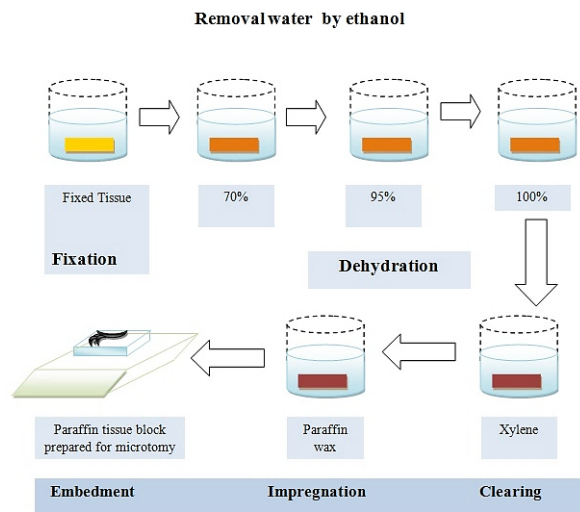 Removal water by ethanol
Fixed Tissue
70%
95%
100%
Fixation
Dehydration
Paraffin tissue block
prepared for microtomy
Paraffin
wax
Xylene
Embedment
Impregnation
Clearing